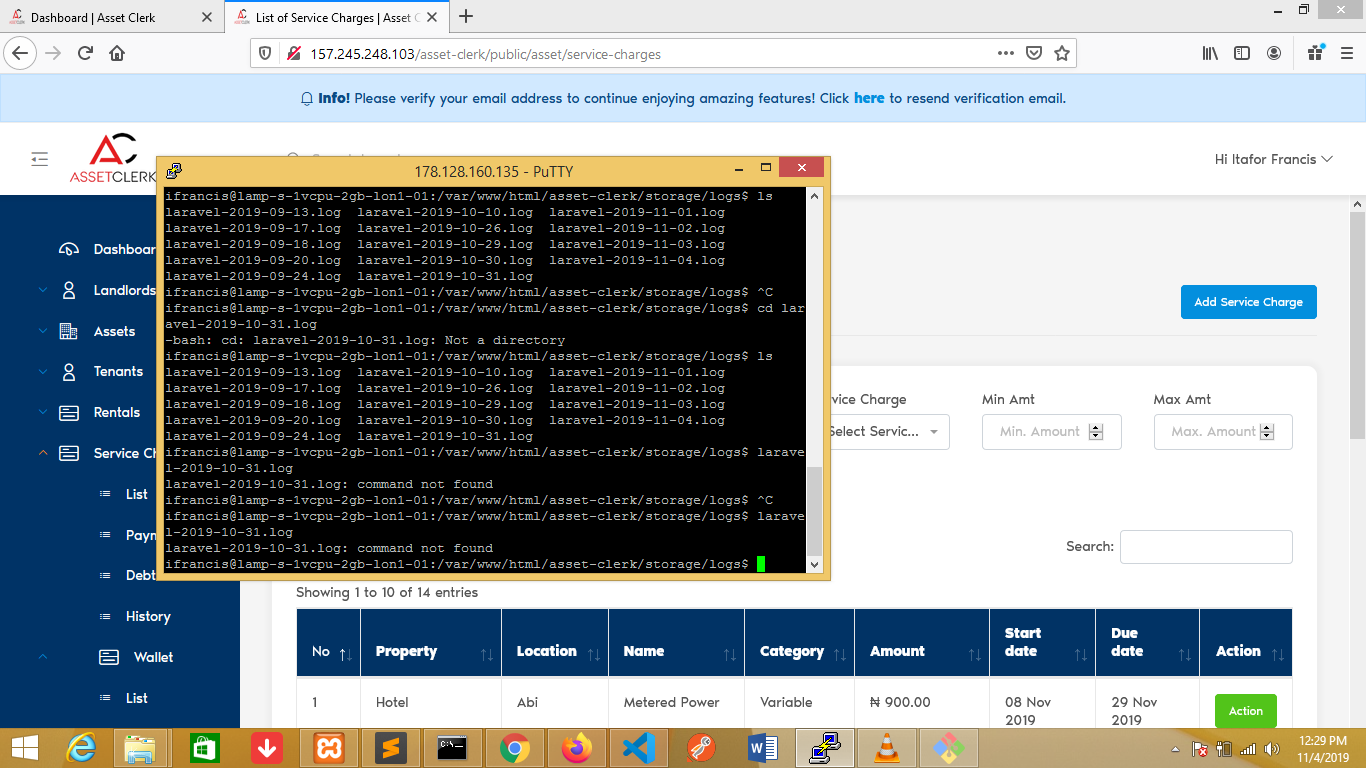 Dashboard | Asset Clerk
List of Service Charges | Asset C
157.245.248.103/asset-clerk/public/asset/service-charges
Info! Please verify your email address to continue enjoying amazing features! Click here to resend verification email.
AC
ASSETCLERK
Hi Itafor Francis
178.128.160.135 - PuTTY
ifrancis@lamp-s-1vcpu-2gb-lon1-01:/var/www/html/asset-clerk/storage/logs$ ls
laravel-2019-09-13.log laravel-2019-10-10.log laravel-2019-11-01.log
laravel-2019-09-17.log laravel-2019-10-26.log laravel-2019-11-02.log
laravel-2019-09-18.log laravel-2019-10-29.log laravel-2019-11-03.log
laravel-2019-09-20.log laravel-2019-10-30.log laravel-2019-11-04.log
laravel-2019-09-24.log laravel-2019-10-31.log
ifrancis@lamp-s-1vcpu-2gb-lon1-01:/var/www/html/asset-clerk/storage/logs$ ^C
ifrancis@lamp-s-1vcpu-2gb-lon1-01:/var/www/html/asset-clerk/storage/logs$ cd lar
avel-2019-10-31.log
-bash: cd: laravel-2019-10-31.log: Not a directory
ifrancis@lamp-s-1vcpu-2gb-lon1-01:/var/www/html/asset-clerk/storage/logs$ ls
laravel-2019-09-13.log laravel-2019-10-10.log laravel-2019-11-01.log
laravel-2019-09-17.log laravel-2019-10-26.log laravel-2019-11-02.log
laravel-2019-09-18.log laravel-2019-10-29.log laravel-2019-11-03.log
laravel-2019-09-20.log laravel-2019-10-30.log laravel-2019-11-04.log
laravel-2019-09-24.log laravel-2019-10-31.log
ifrancis@lamp-s-1vcpu-2gb-lon1-01:/var/www/html/asset-clerk/storage/logs$ larave
l-2019-10-31.log
laravel-2019-10-31.log: command not found
ifrancis@lamp-s-1vcpu-2gb-lon1-01:/var/www/html/asset-clerk/storage/logs$ ^C
ifrancis@lamp-s-1vcpu-2gb-lon1-01:/var/www/html/asset-clerk/storage/logs$ larave
l-2019-10-31.log
laravel-2019-10-31.log: command not found
ifrancis@lamp-s-1vcpu-2gb-lon1-01:/var/www/html/asset-clerk/storage/logs$
Dashboar
Landlords
Assets
Tenants
Rentals
Service Ch
List
Paym
Debt
History
Wallet
List
Add Service Charge
vice Charge Min Amt Max Amt
Select Servic... Min. Amount Max. Amount
Search:
Showing 1 to 10 of 14 entries
No Property Location Name Category Amount Start date Due date Action
1 Hotel Abi Metered Power Variable ₦ 900.00 08 Nov 2019 29 Nov 2019 Action
12:29 PM
11/4/2019